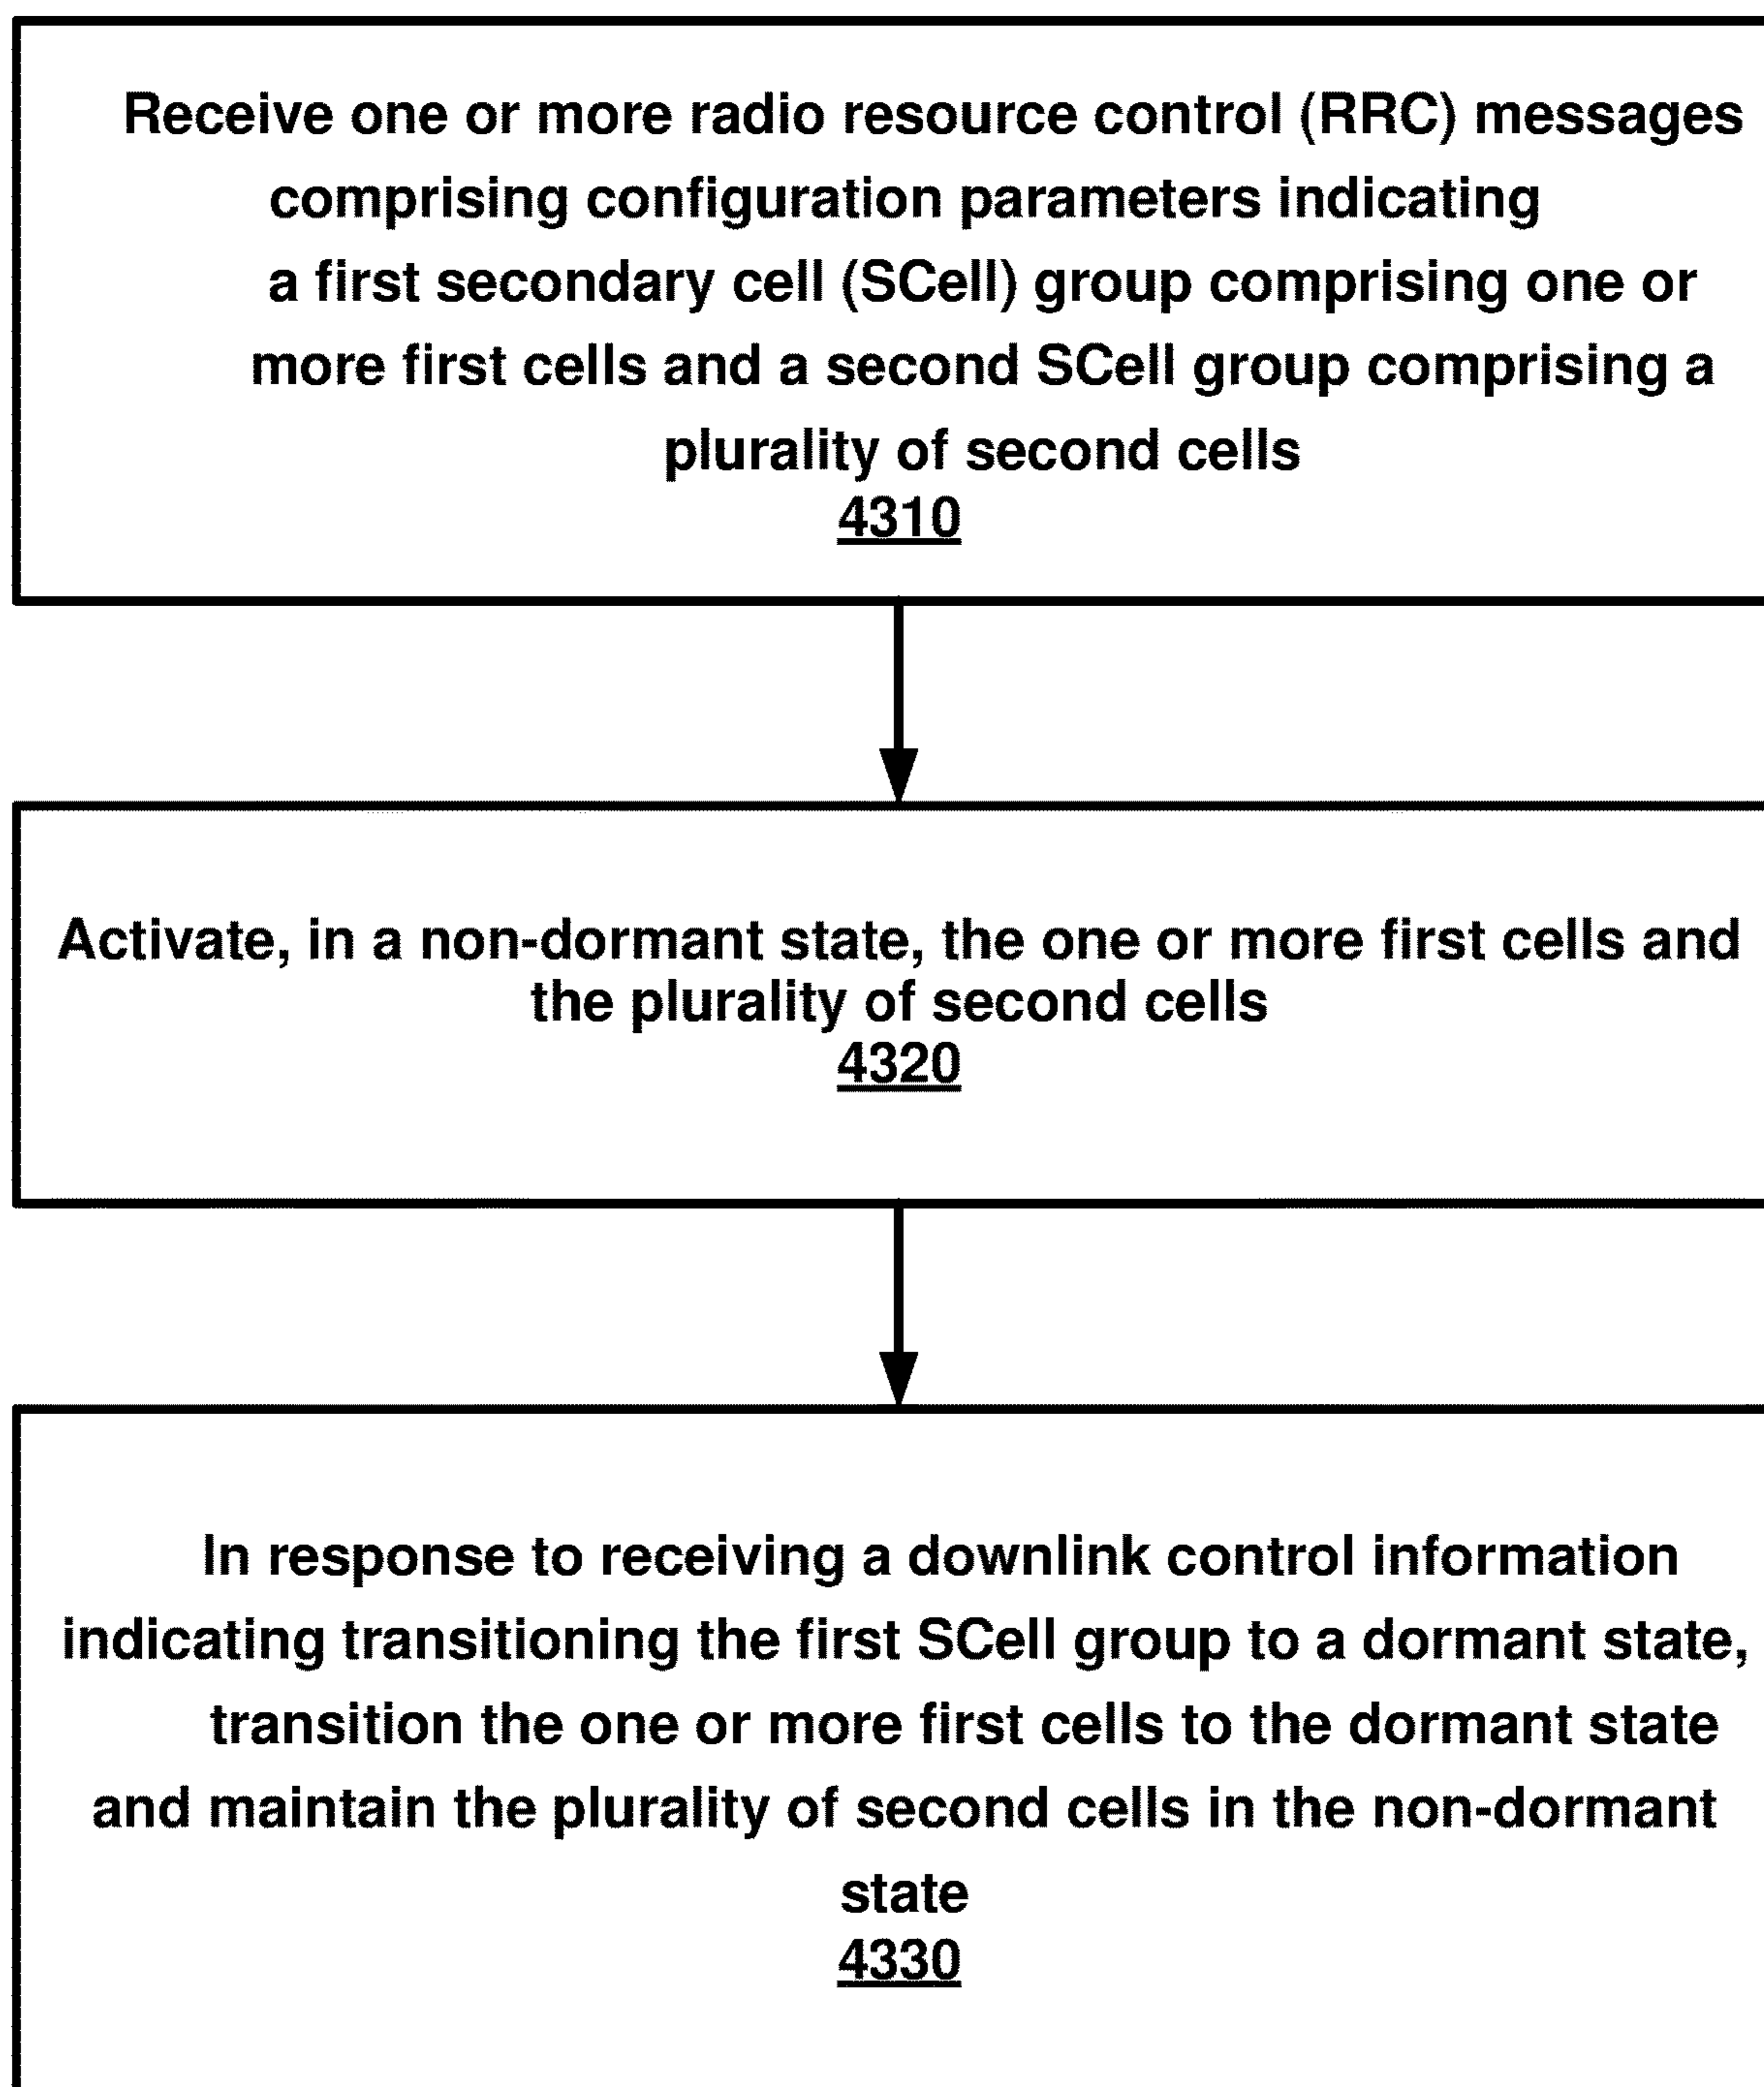 Receive one or more radio resource control (RRC) messages
comprising configuration parameters indicating
a first secondary cell (SCell) group comprising one or
more first cells and a second SCell group comprising a
plurality of second cells
4310
Activate, in a non-dormant state, the one or more first cells and
the plurality of second cells
4320
In response to receiving a downlink control information
indicating transitioning the first SCell group to a dormant state,
transition the one or more first cells to the dormant state
and maintain the plurality of second cells in the non-dormant
state
4330